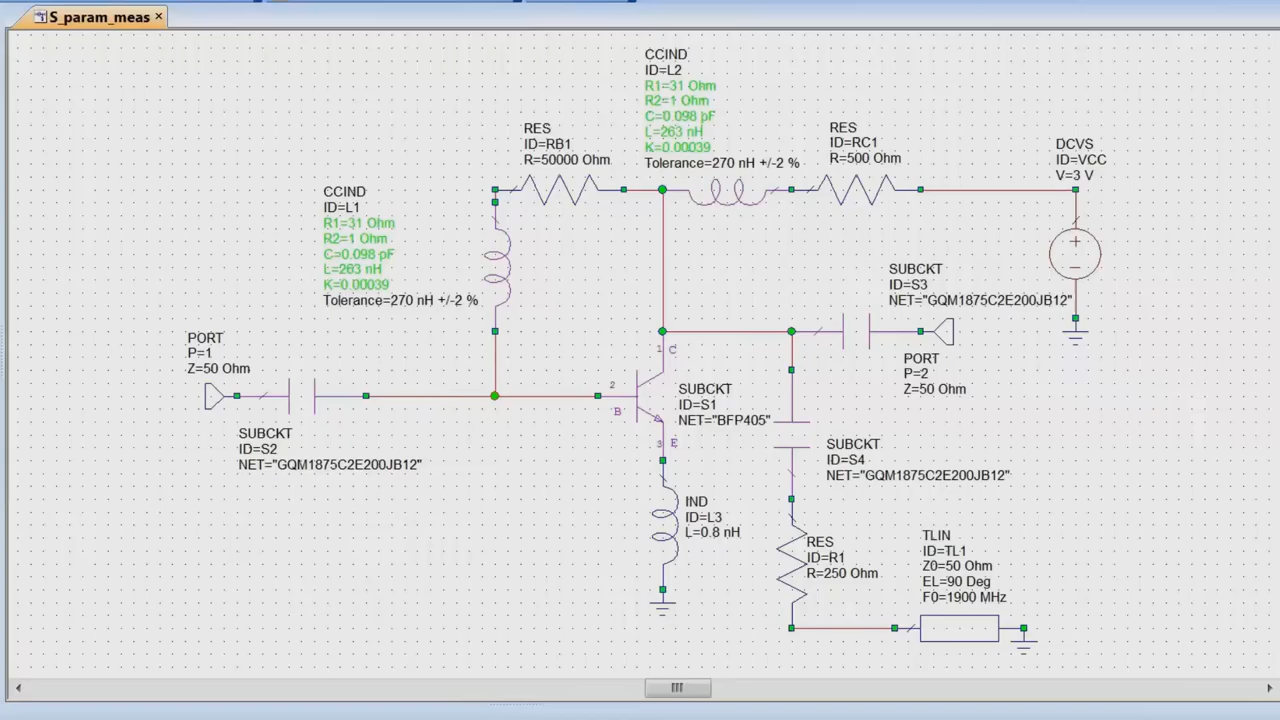 S_param_meas
CCIND
ID=L2
R1=31 Ohm
R2=1 Ohm
C=0.098 pF
L=263 nH
K=0.00039
Tolerance=270 nH +/-2 %
RES
ID=RB1
R=50000 Ohm
RES
ID=RC1
R=500 Ohm
DCVS
ID=VCC
V=3 V
CCIND
ID=L1
R1=31 Ohm
R2=1 Ohm
C=0.098 pF
L=263 nH
K=0.00039
Tolerance=270 nH +/-2 %
SUBCKT
ID=S3
NET="GQM1875C2E200JB12"
PORT
P=1
Z=50 Ohm
PORT
P=2
Z=50 Ohm
1 C
2
B
3 E
SUBCKT
ID=S1
NET="BFP405"
SUBCKT
ID=S2
NET="GQM1875C2E200JB12"
SUBCKT
ID=S4
NET="GQM1875C2E200JB12"
IND
ID=L3
L=0.8 nH
RES
ID=R1
R=250 Ohm
TLIN
ID=TL1
Z0=50 Ohm
EL=90 Deg
F0=1900 MHz